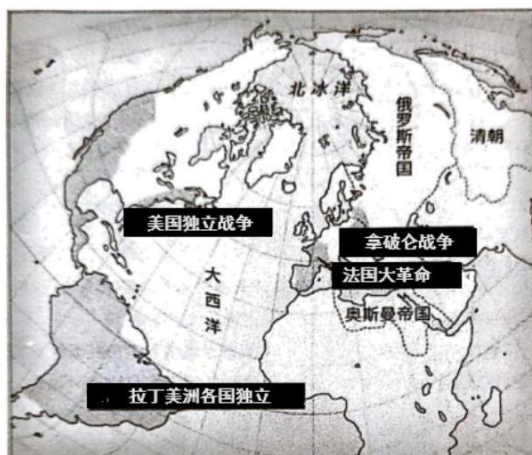 北冰洋
俄罗斯帝国
清朝
美国独立战争
拿破仑战争
大西洋
法国大革命
奥斯曼帝国
拉丁美洲各国独立